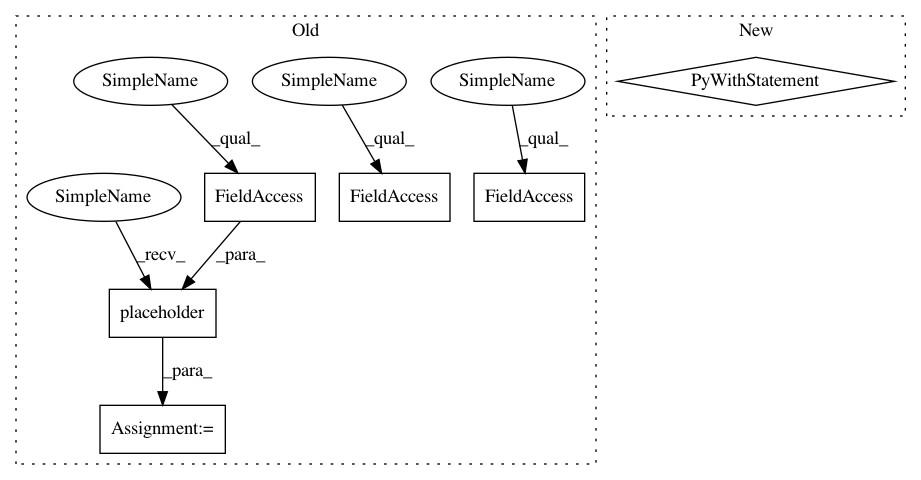 Old
New
SimpleName
SimpleName
SimpleName
PyWithStatement
_qual_
_qual_
_qual_
SimpleName
FieldAccess
FieldAccess
FieldAccess
_recv_
_para_
placeholder
_para_
Assignment:=